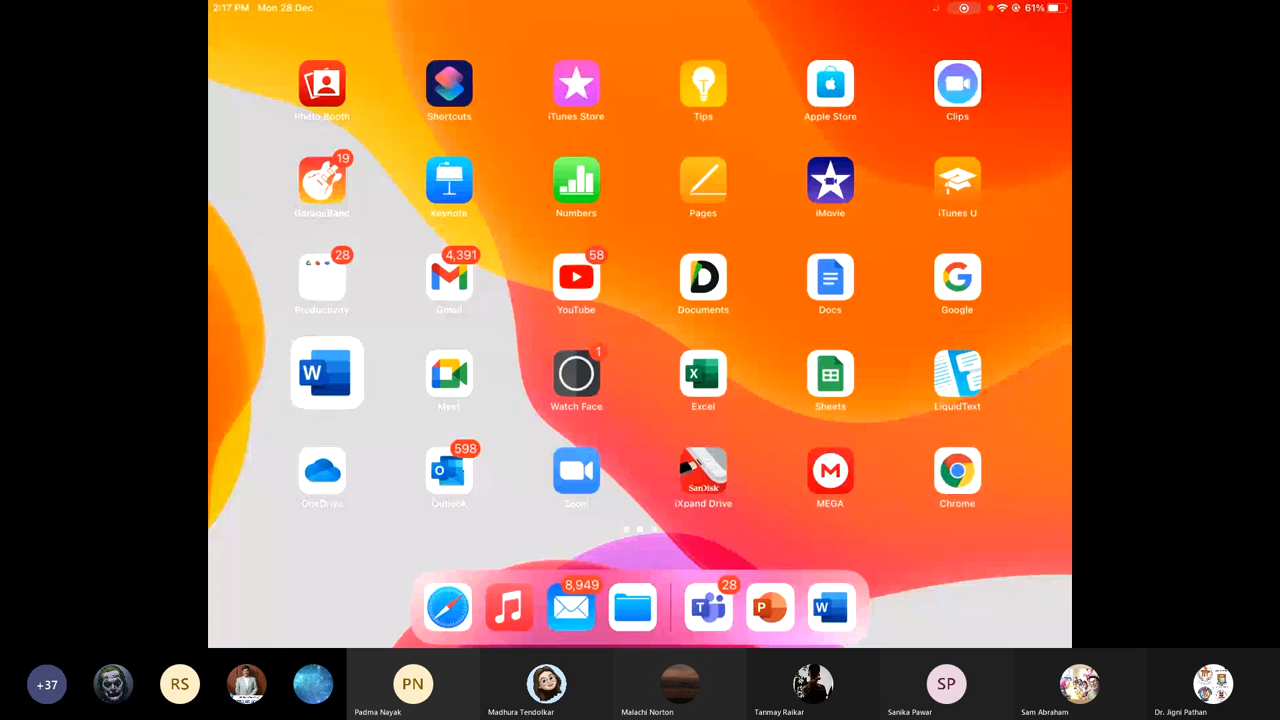 2:17 PM Mon 28 Dec 61%
Photo Booth Shortcuts iTunes Store Tips Apple Store Clips
19
GarageBand Keynote Numbers Pages iMovie iTunes U
28 4,391 58
Productivity Gmail YouTube Documents Docs Google
W 1 X
Meet Watch Face Excel Sheets LiquidText
598
O SanDisk M
OneDrive Outlook Zoom iXpand Drive MEGA Chrome
8,949 28
T P W
+37 RS PN SP
Padma Nayak Madhura Tendolkar Malachi Norton Tanmay Raikar Sanika Pawar Sam Abraham Dr. Jigni Pathan